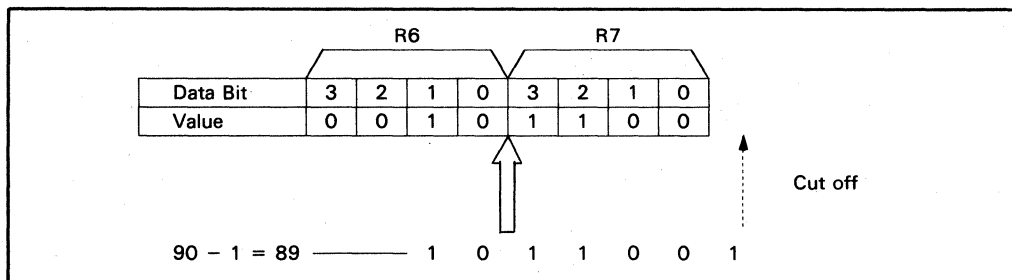 R6 R7
Data Bit 3 2 1 0 3 2 1 0
Value 0 0 1 0 1 1 0 0
Cut off
90 − 1 = 89 1 0 1 1 0 0 1